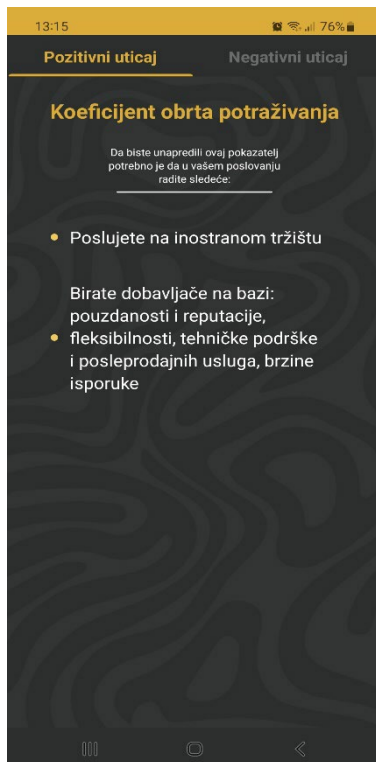 13:15
76%
Pozitivni uticaj
Negativni uticaj
Koeficijent obrta potraživanja
Da biste unapredili ovaj pokazatelj
potrebno je da u vašem poslovanju
radite sledeće:
Poslujete na inostranom tržištu
Birate dobavljače na bazi:
pouzdanosti i reputacije,
fleksibilnosti, tehničke podrške
i posleprodajnih usluga, brzine
isporuke